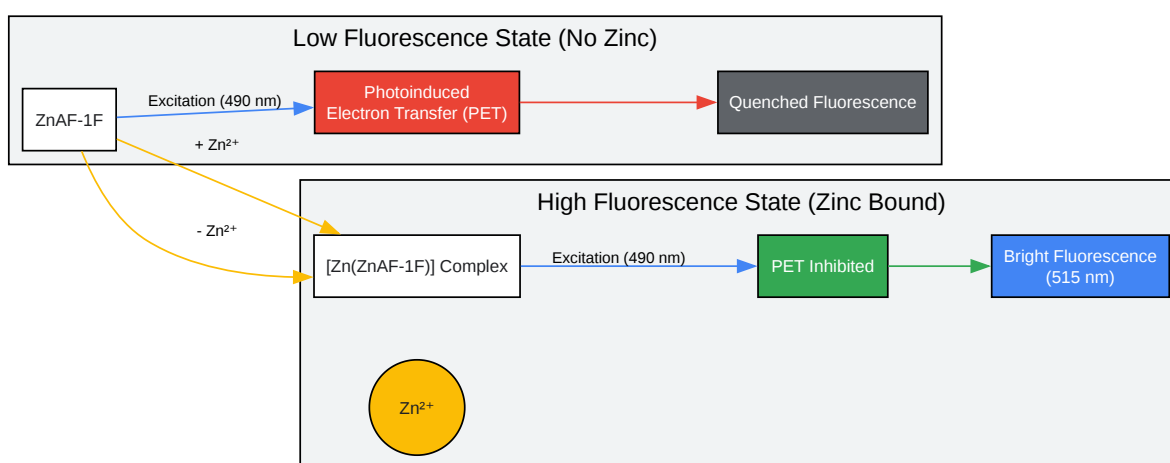 Low Fluorescence State (No Zinc)
ZnAF-1F
Excitation (490 nm)
Photoinduced
Electron Transfer (PET)
Quenched Fluorescence
+ Zn²⁺
- Zn²⁺
High Fluorescence State (Zinc Bound)
[Zn(ZnAF-1F)] Complex
Excitation (490 nm)
PET Inhibited
Bright Fluorescence
(515 nm)
Zn²⁺